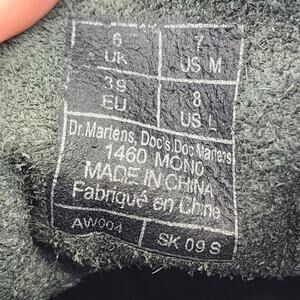 6 7
UK US M
39 8
EU US L
Dr.Martens, Doc's,Doc Martens
1460 MONO
MADE IN CHINA
Fabriqué en Chine
AW004 SK 09 S